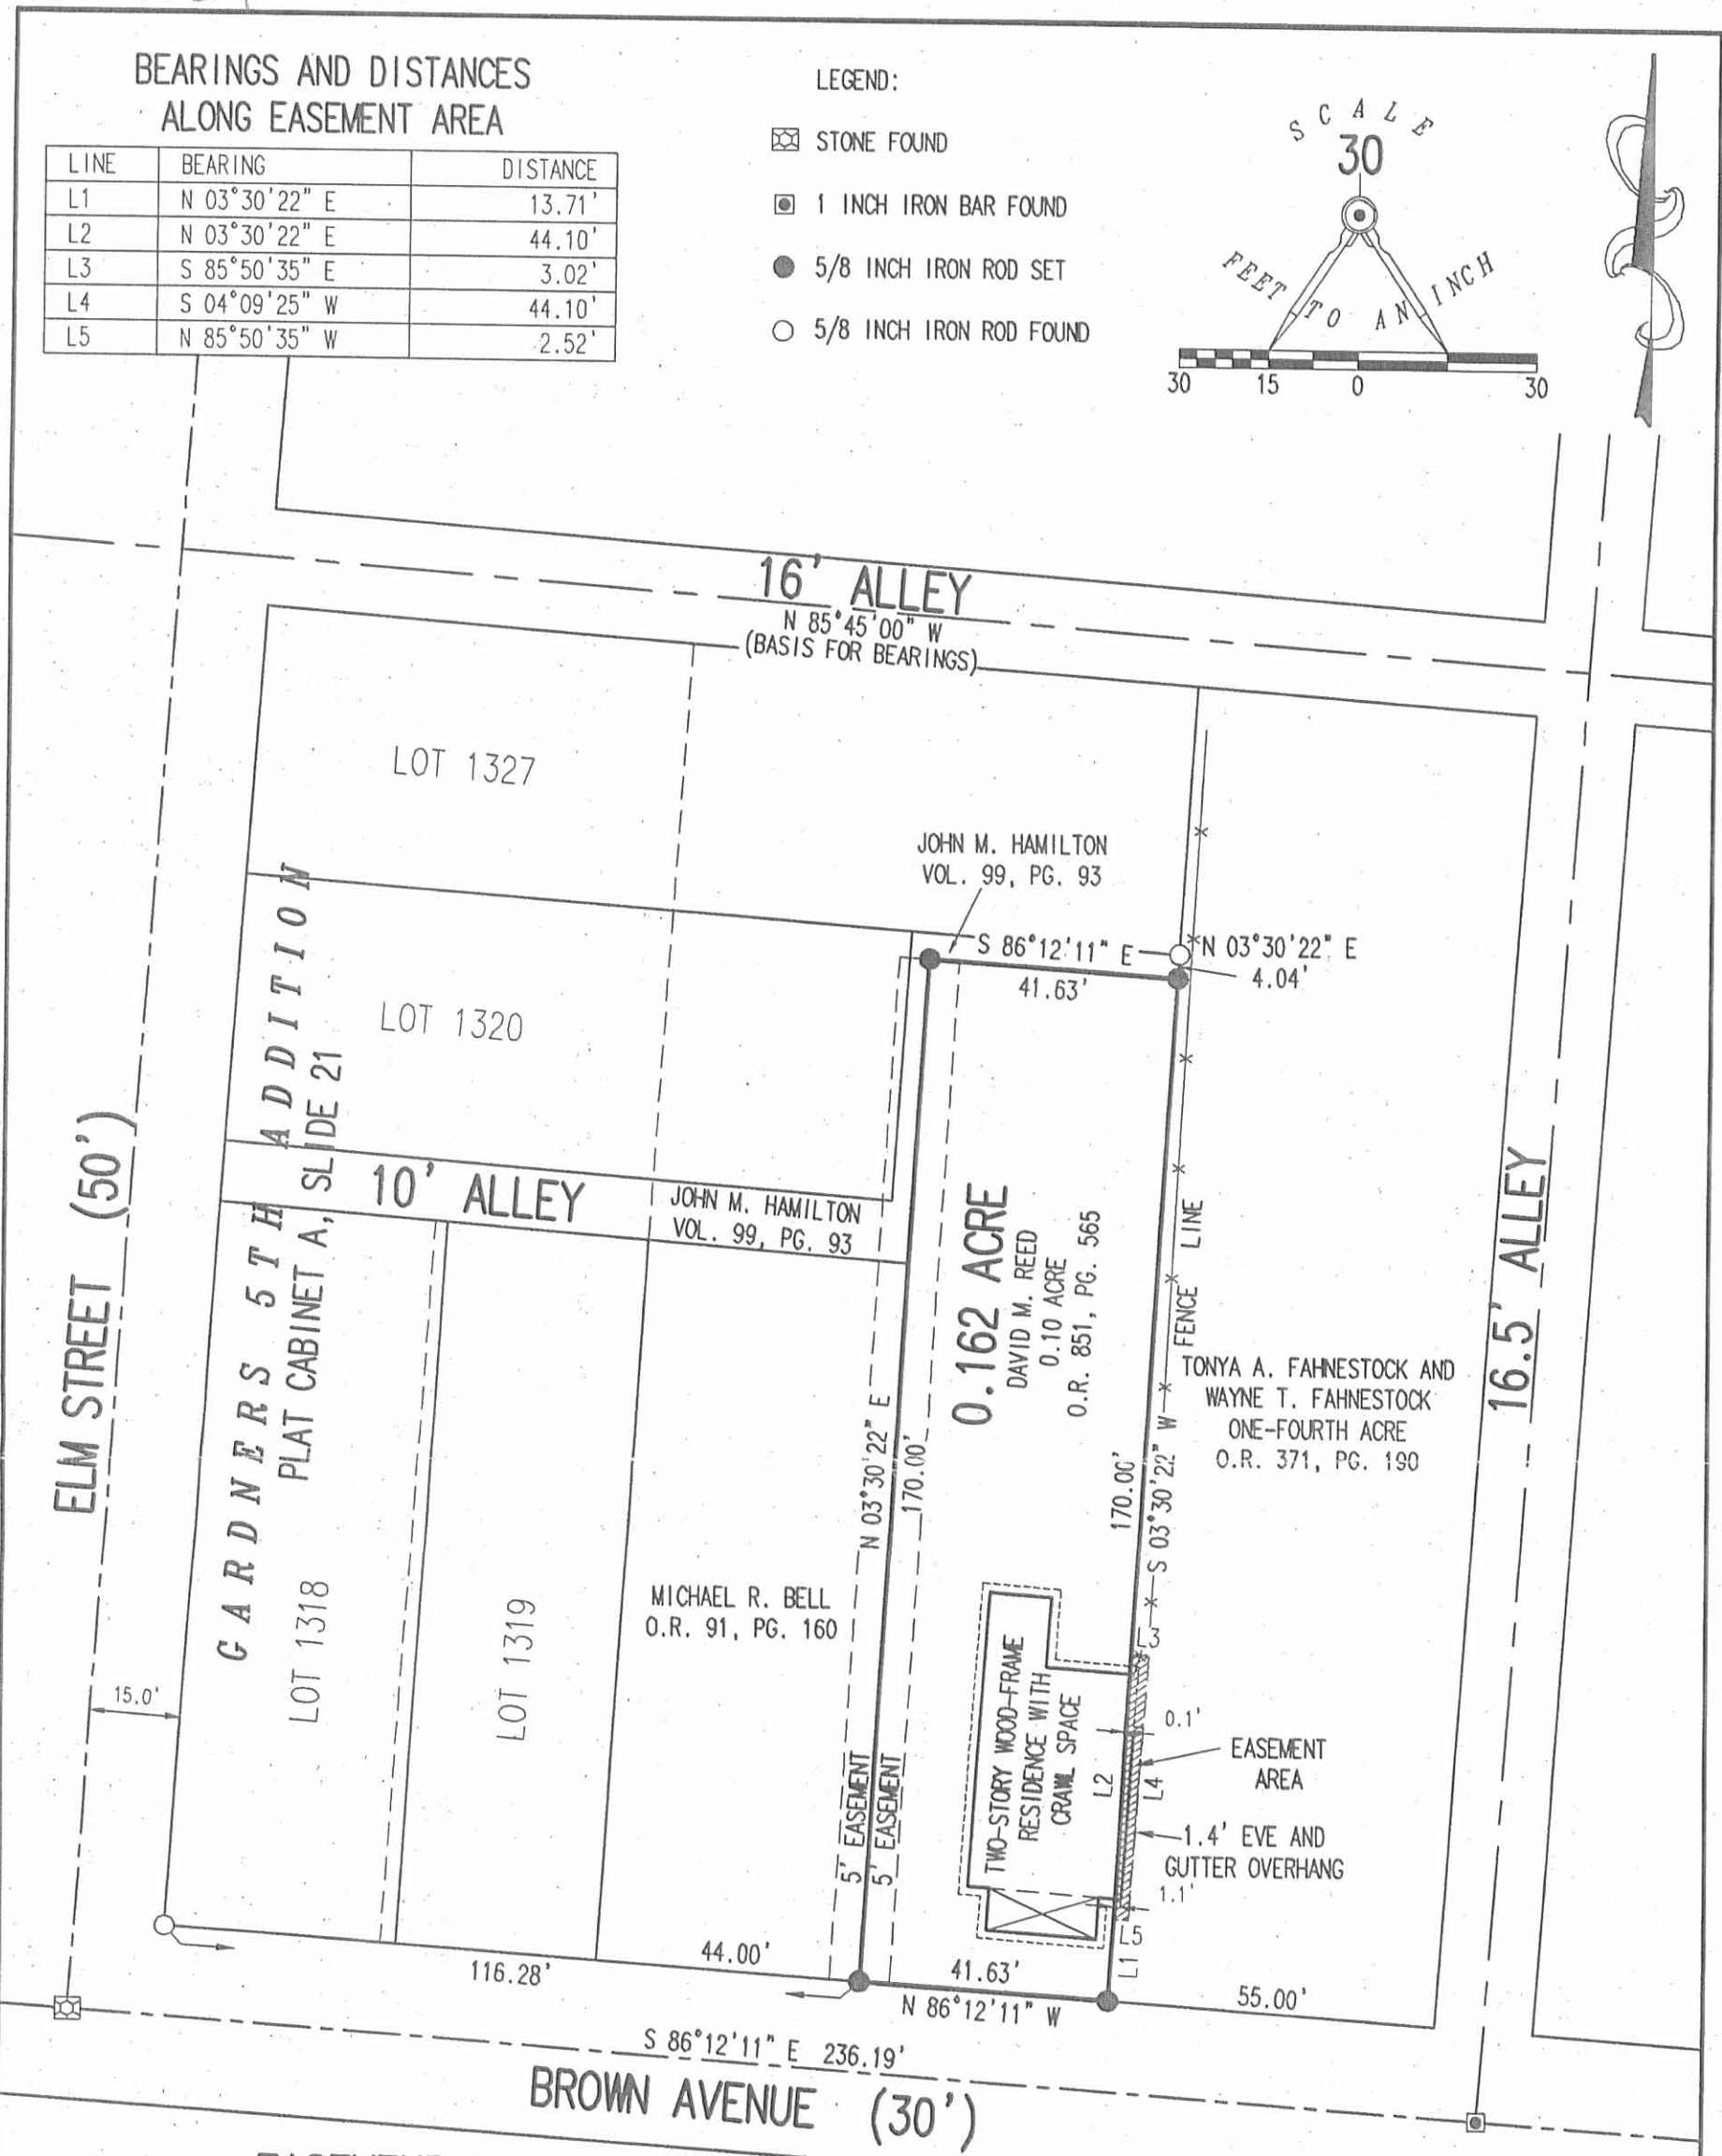 BEARINGS AND DISTANCES
ALONG EASEMENT AREA
LINE BEARING DISTANCE
L1 N 03°30'22" E 13.71'
L2 N 03°30'22" E 44.10'
L3 S 85°50'35" E 3.02'
L4 S 04°09'25" W 44.10'
L5 N 85°50'35" W 2.52'
LEGEND:
STONE FOUND
1 INCH IRON BAR FOUND
5/8 INCH IRON ROD SET
5/8 INCH IRON ROD FOUND
SCALE
30
FEET TO AN INCH
30 15 0 30
16' ALLEY
N 85°45'00" W
(BASIS FOR BEARINGS)
LOT 1327
JOHN M. HAMILTON
VOL. 99, PG. 93
S 86°12'11" E
41.63'
N 03°30'22" E
4.04'
LOT 1320
GARDNERS 5TH ADDITION
PLAT CABINET A, SLIDE 21
ELM STREET (50')
10' ALLEY
JOHN M. HAMILTON
VOL. 99, PG. 93
0.162 ACRE
DAVID M. REED
0.10 ACRE
O.R. 851, PG. 565
FENCE LINE
16.5' ALLEY
TONYA A. FAHNESTOCK AND
WAYNE T. FAHNESTOCK
ONE-FOURTH ACRE
O.R. 371, PG. 190
N 03°30'22" E
170.00'
170.00'
S 03°30'22" W
LOT 1318
LOT 1319
MICHAEL R. BELL
O.R. 91, PG. 160
15.0'
5' EASEMENT
5' EASEMENT
TWO-STORY WOOD-FRAME
RESIDENCE WITH
CRAWL SPACE
L3
0.1'
L2
L4
EASEMENT
AREA
1.4' EVE AND
GUTTER OVERHANG
1.1'
L5
L1
116.28'
44.00'
41.63'
N 86°12'11" W
55.00'
S 86°12'11" E 236.19'
BROWN AVENUE (30')